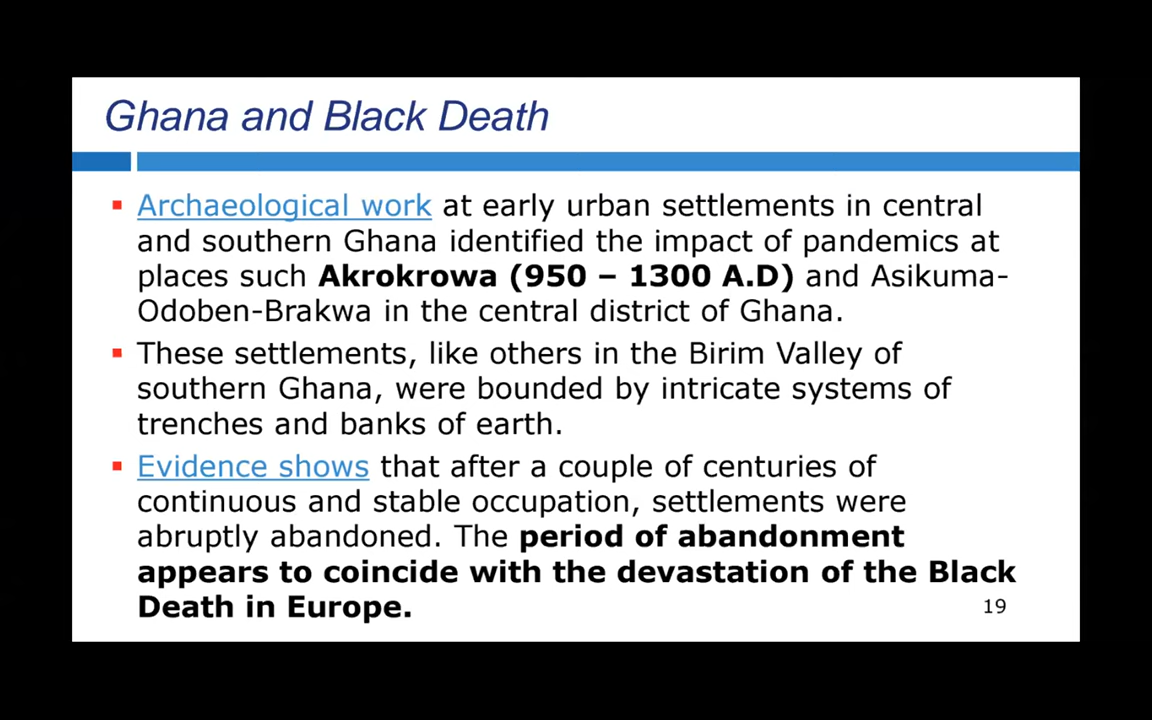 Ghana and Black Death
▪ Archaeological work at early urban settlements in central
and southern Ghana identified the impact of pandemics at
places such Akrokrowa (950 – 1300 A.D) and Asikuma-
Odoben-Brakwa in the central district of Ghana.
▪ These settlements, like others in the Birim Valley of
southern Ghana, were bounded by intricate systems of
trenches and banks of earth.
▪ Evidence shows that after a couple of centuries of
continuous and stable occupation, settlements were
abruptly abandoned. The period of abandonment
appears to coincide with the devastation of the Black
Death in Europe.
19